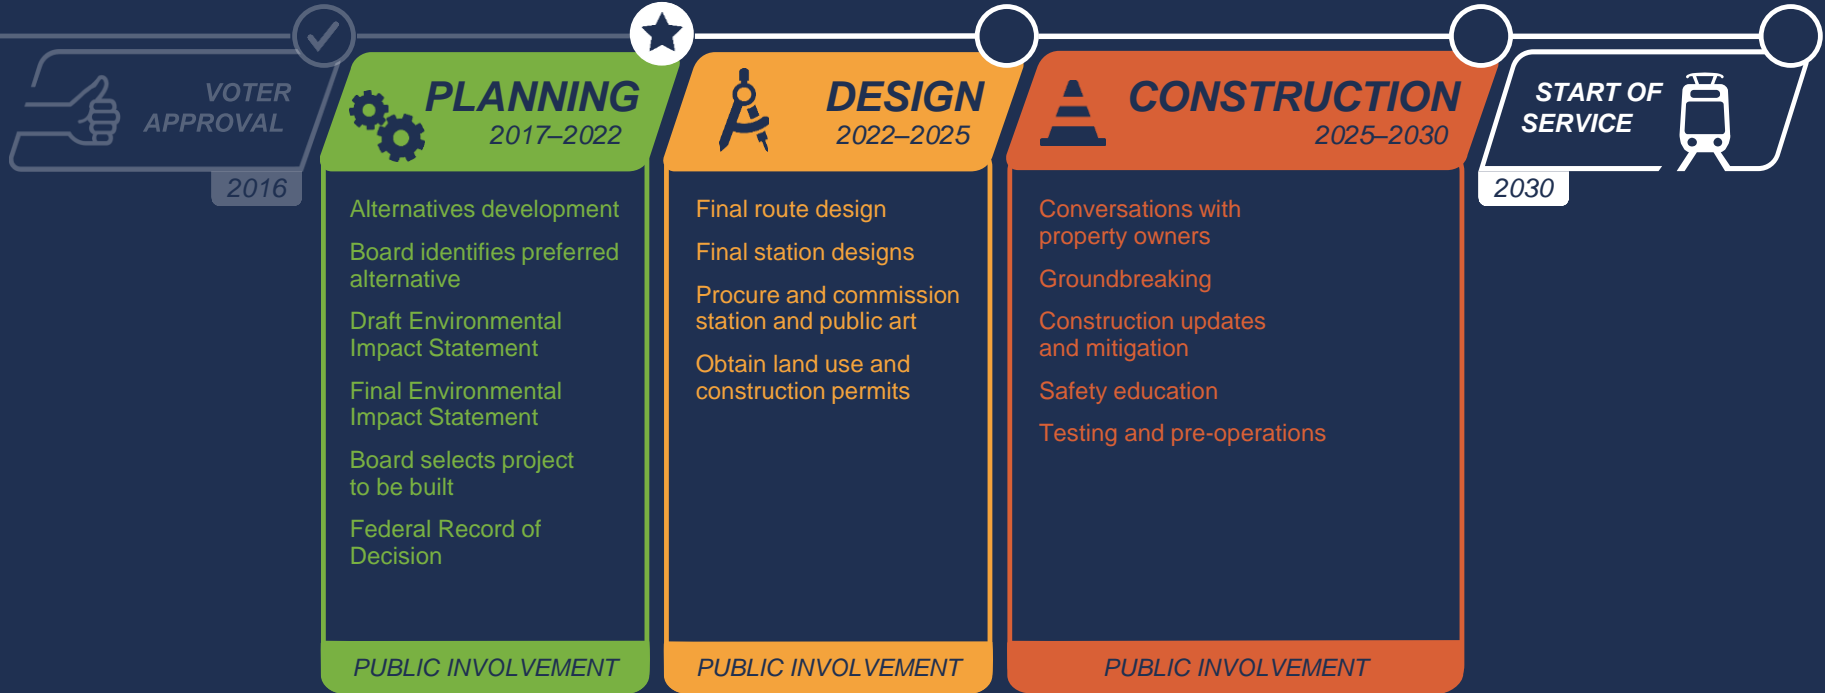 VOTER
APPROVAL
2016
PLANNING
2017–2022
Alternatives development
Board identifies preferred
alternative
Draft Environmental
Impact Statement
Final Environmental
Impact Statement
Board selects project
to be built
Federal Record of
Decision
PUBLIC INVOLVEMENT
DESIGN
2022–2025
Final route design
Final station designs
Procure and commission
station and public art
Obtain land use and
construction permits
PUBLIC INVOLVEMENT
CONSTRUCTION
2025–2030
Conversations with
property owners
Groundbreaking
Construction updates
and mitigation
Safety education
Testing and pre-operations
PUBLIC INVOLVEMENT
START OF
SERVICE
2030